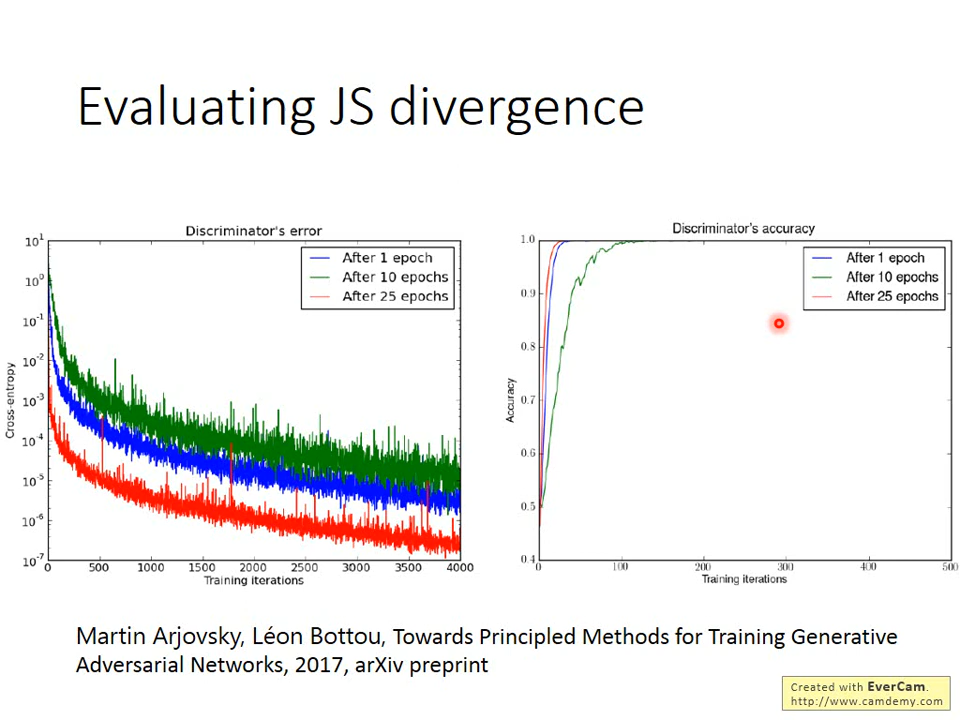 Evaluating JS divergence
Discriminator's error
10^1
10^0
10^-1
10^-2
10^-3
10^-4
10^-5
10^-6
10^-7
Cross-entropy
After 1 epoch
After 10 epochs
After 25 epochs
0 500 1000 1500 2000 2500 3000 3500 4000
Training iterations
Discriminator's accuracy
1.0
0.9
0.8
0.7
0.6
0.5
0.4
Accuracy
After 1 epoch
After 10 epochs
After 25 epochs
0 100 200 300 400 500
Training iterations
Martin Arjovsky, Léon Bottou, Towards Principled Methods for Training Generative
Adversarial Networks, 2017, arXiv preprint
Created with EverCam.
http://www.camdemy.com